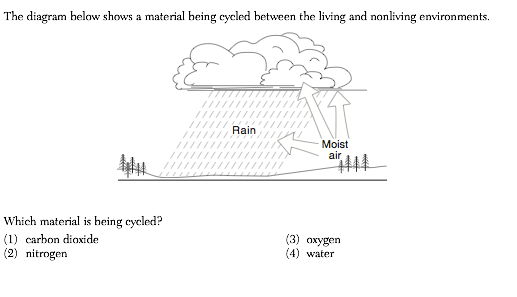 The diagram below shows a material being cycled between the living and nonliving environments.
Rain
Moist
air
Which material is being cycled?
(1) carbon dioxide
(2) nitrogen
(3) oxygen
(4) water